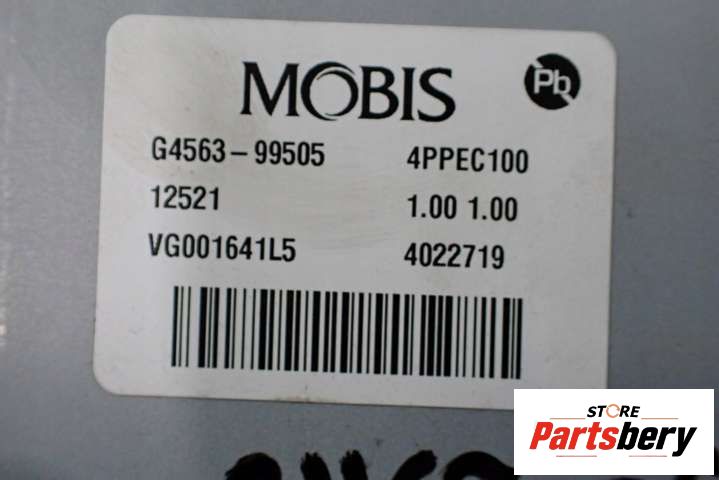 MOBIS
Pb
G4563-99505 4PPEC100
12521 1.00 1.00
VG001641L5 4022719
STORE
Partsbery